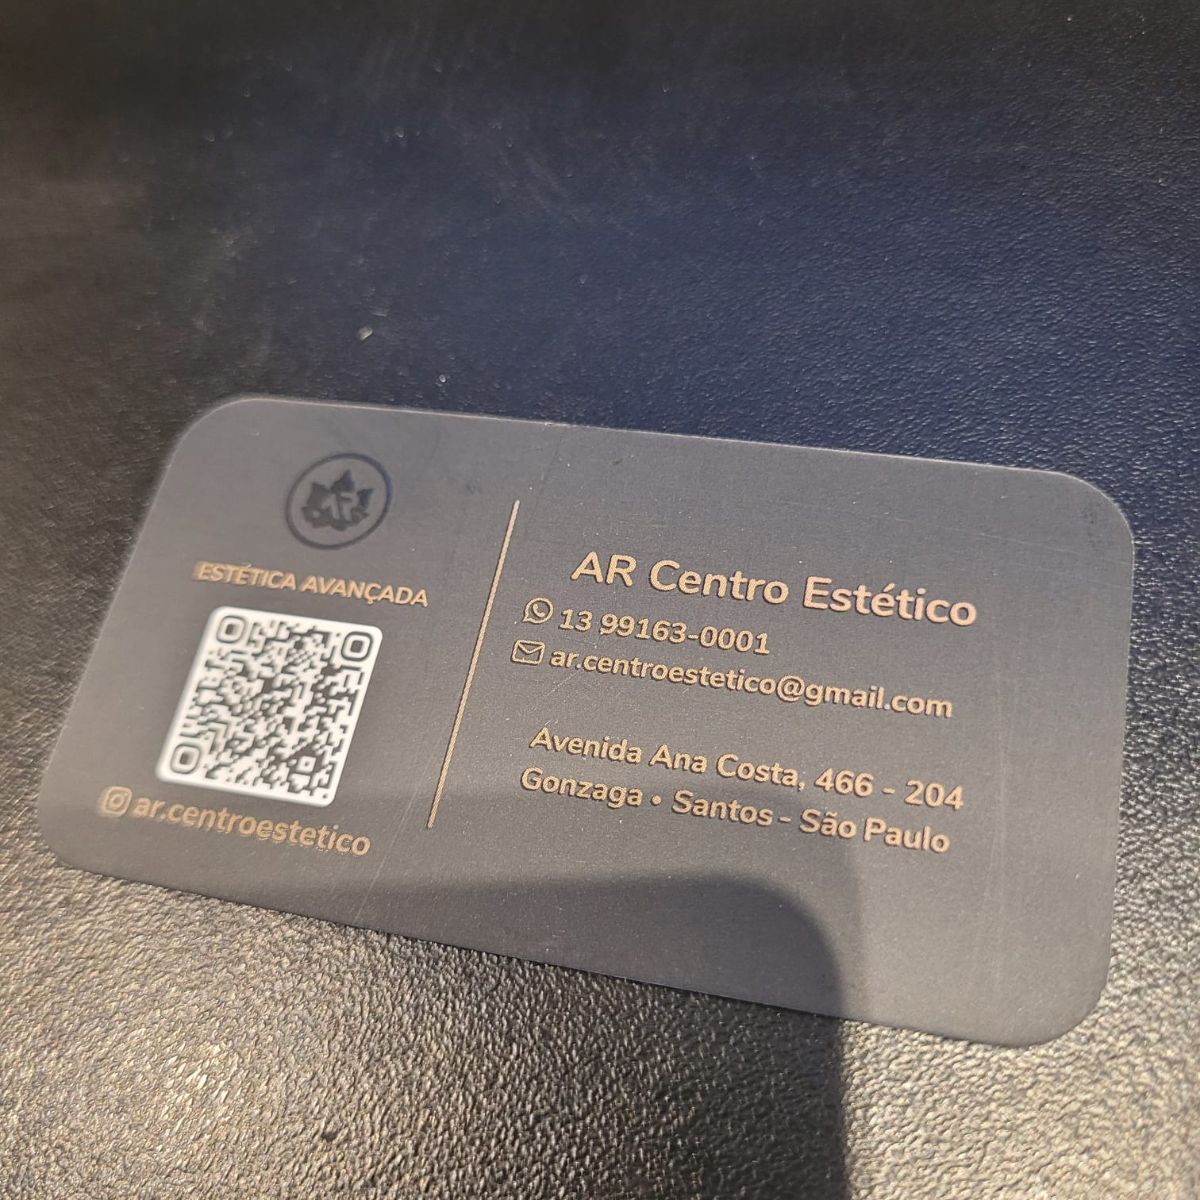 ESTÉTICA AVANÇADA
ar.centroestetico
AR Centro Estético
13 99163-0001
ar.centroestetico@gmail.com
Avenida Ana Costa, 466 - 204
Gonzaga • Santos - São Paulo